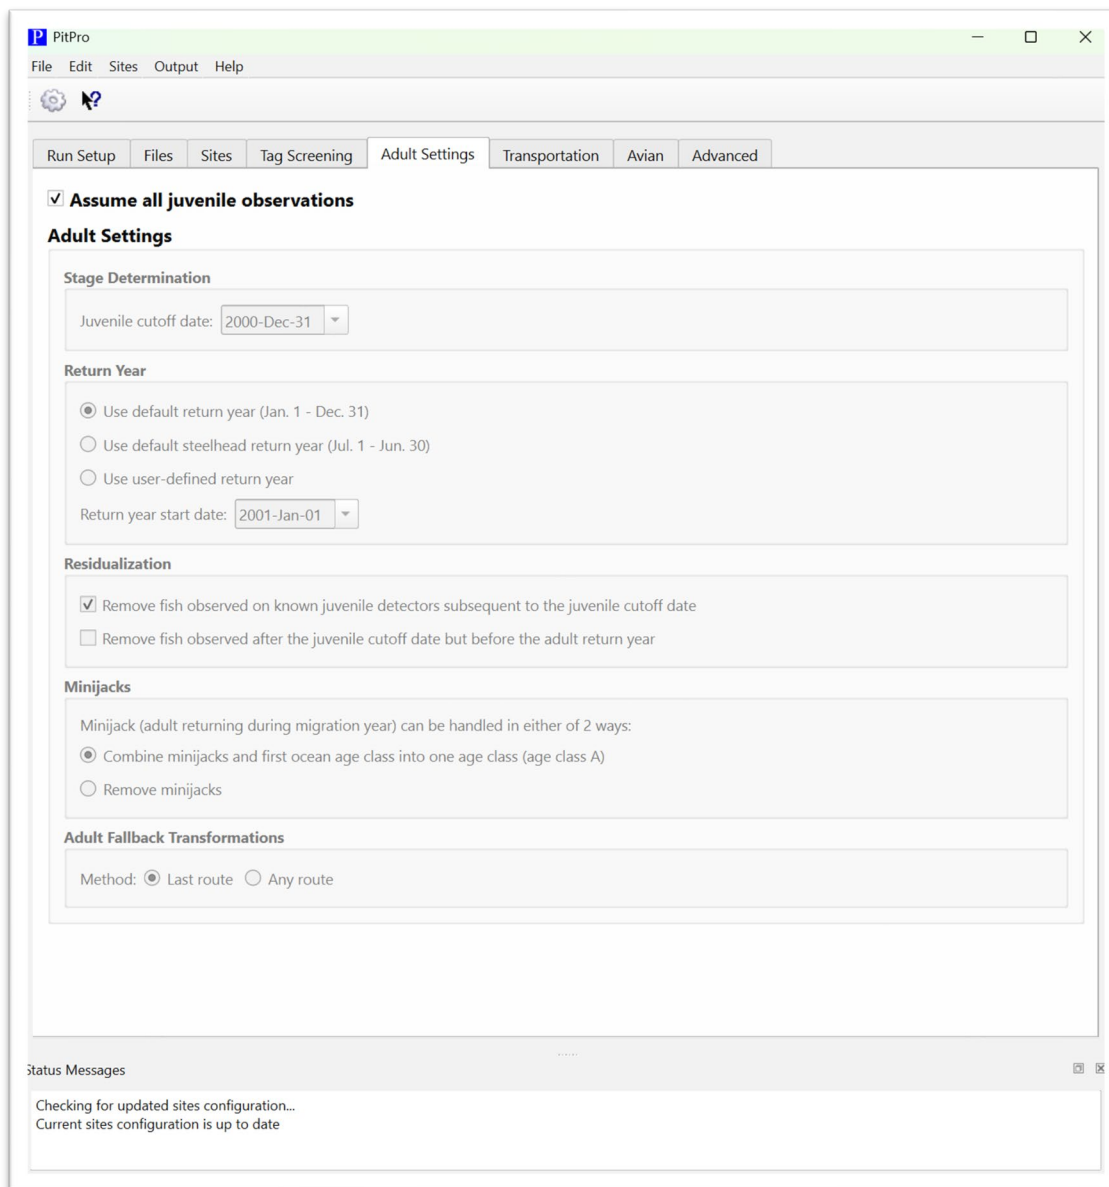 P PitPro
File Edit Sites Output Help
?
Run Setup Files Sites Tag Screening Adult Settings Transportation Avian Advanced
Assume all juvenile observations
Adult Settings
Stage Determination
Juvenile cutoff date: 2000-Dec-31
Return Year
Use default return year (Jan. 1 - Dec. 31)
Use default steelhead return year (Jul. 1 - Jun. 30)
Use user-defined return year
Return year start date: 2001-Jan-01
Residualization
Remove fish observed on known juvenile detectors subsequent to the juvenile cutoff date
Remove fish observed after the juvenile cutoff date but before the adult return year
Minijacks
Minijack (adult returning during migration year) can be handled in either of 2 ways:
Combine minijacks and first ocean age class into one age class (age class A)
Remove minijacks
Adult Fallback Transformations
Method: Last route Any route
Status Messages
Checking for updated sites configuration...
Current sites configuration is up to date